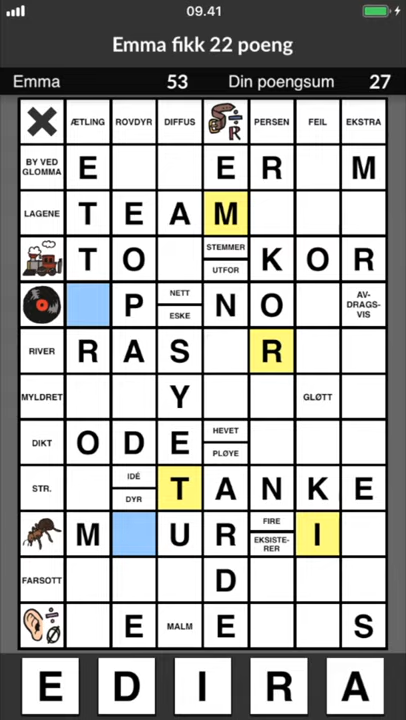 09.41
Emma fikk 22 poeng
Emma 53 Din poengsum 27
ÆTLING ROVDYR DIFFUS ÷ R PERSEN FEIL EKSTRA
BY VED
GLOMMA
E E R M
LAGENE T E A M
T O
STEMMER
UTFOR
K O R
P
NETT
ESKE
N O
AV-
DRAGS-
VIS
RIVER R A S R
MYLDRET Y GLØTT
DIKT O D E
HEVET
PLØYE
STR.
IDÉ
DYR
T A N K E
M U R
FIRE
EKSISTE-
RER
I
FARSOTT D
÷ Ø E MALM E S
E D I R A